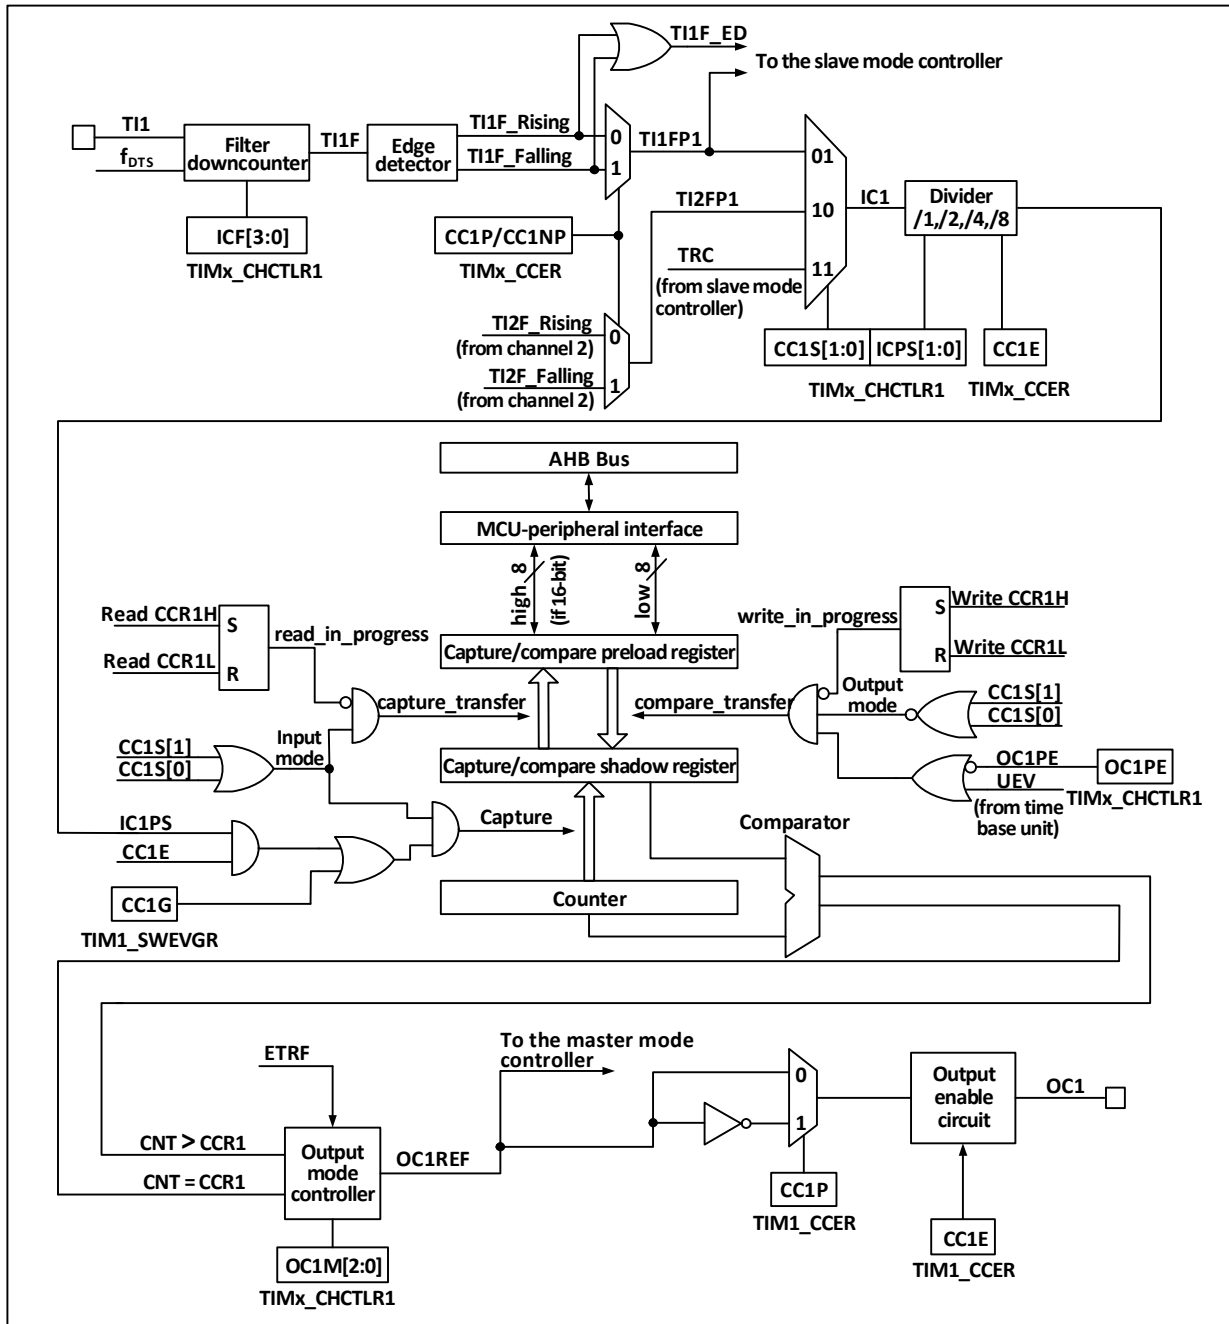 TI1F_ED
To the slave mode controller
TI1
fDTS
Filter
downcounter
TI1F
Edge
detector
TI1F_Rising
TI1F_Falling
0
1
TI1FP1
01
10
11
TI2FP1
TRC
(from slave mode
controller)
IC1
Divider
/1,/2,/4,/8
ICF[3:0]
TIMx_CHCTLR1
CC1P/CC1NP
TIMx_CCER
TI2F_Rising
(from channel 2)
TI2F_Falling
(from channel 2)
0
1
CC1S[1:0]
ICPS[1:0]
CC1E
TIMx_CHCTLR1
TIMx_CCER
AHB Bus
MCU-peripheral interface
high
8
(if 16-bit)
low
8
Read CCR1H
Read CCR1L
S
R
read_in_progress
write_in_progress
S
R
Write CCR1H
Write CCR1L
Capture/compare preload register
capture_transfer
compare_transfer
Output
mode
CC1S[1]
CC1S[0]
CC1S[1]
CC1S[0]
Input
mode
Capture/compare shadow register
OC1PE
UEV
(from time
base unit)
OC1PE
TIMx_CHCTLR1
IC1PS
CC1E
Capture
Comparator
CC1G
TIM1_SWEVGR
Counter
ETRF
To the master mode
controller
CNT > CCR1
CNT = CCR1
Output
mode
controller
OC1REF
0
1
Output
enable
circuit
OC1
CC1P
TIM1_CCER
CC1E
TIM1_CCER
OC1M[2:0]
TIMx_CHCTLR1